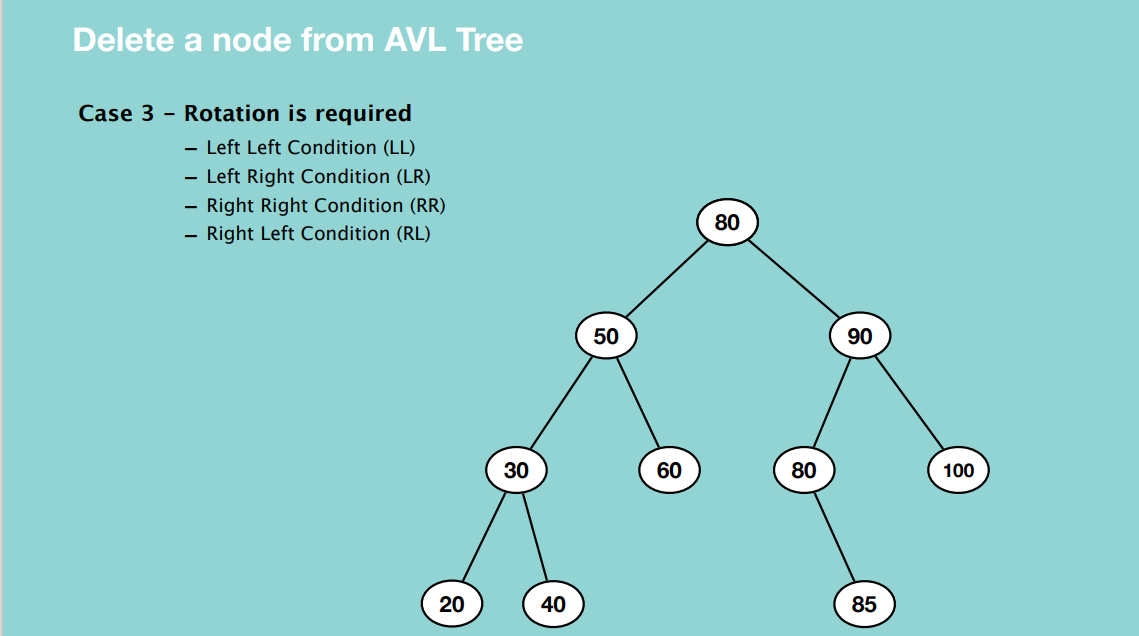 Delete a node from AVL Tree
Case 3 – Rotation is required
– Left Left Condition (LL)
– Left Right Condition (LR)
– Right Right Condition (RR)
– Right Left Condition (RL)
80
50 90
30 60 80 100
20 40 85